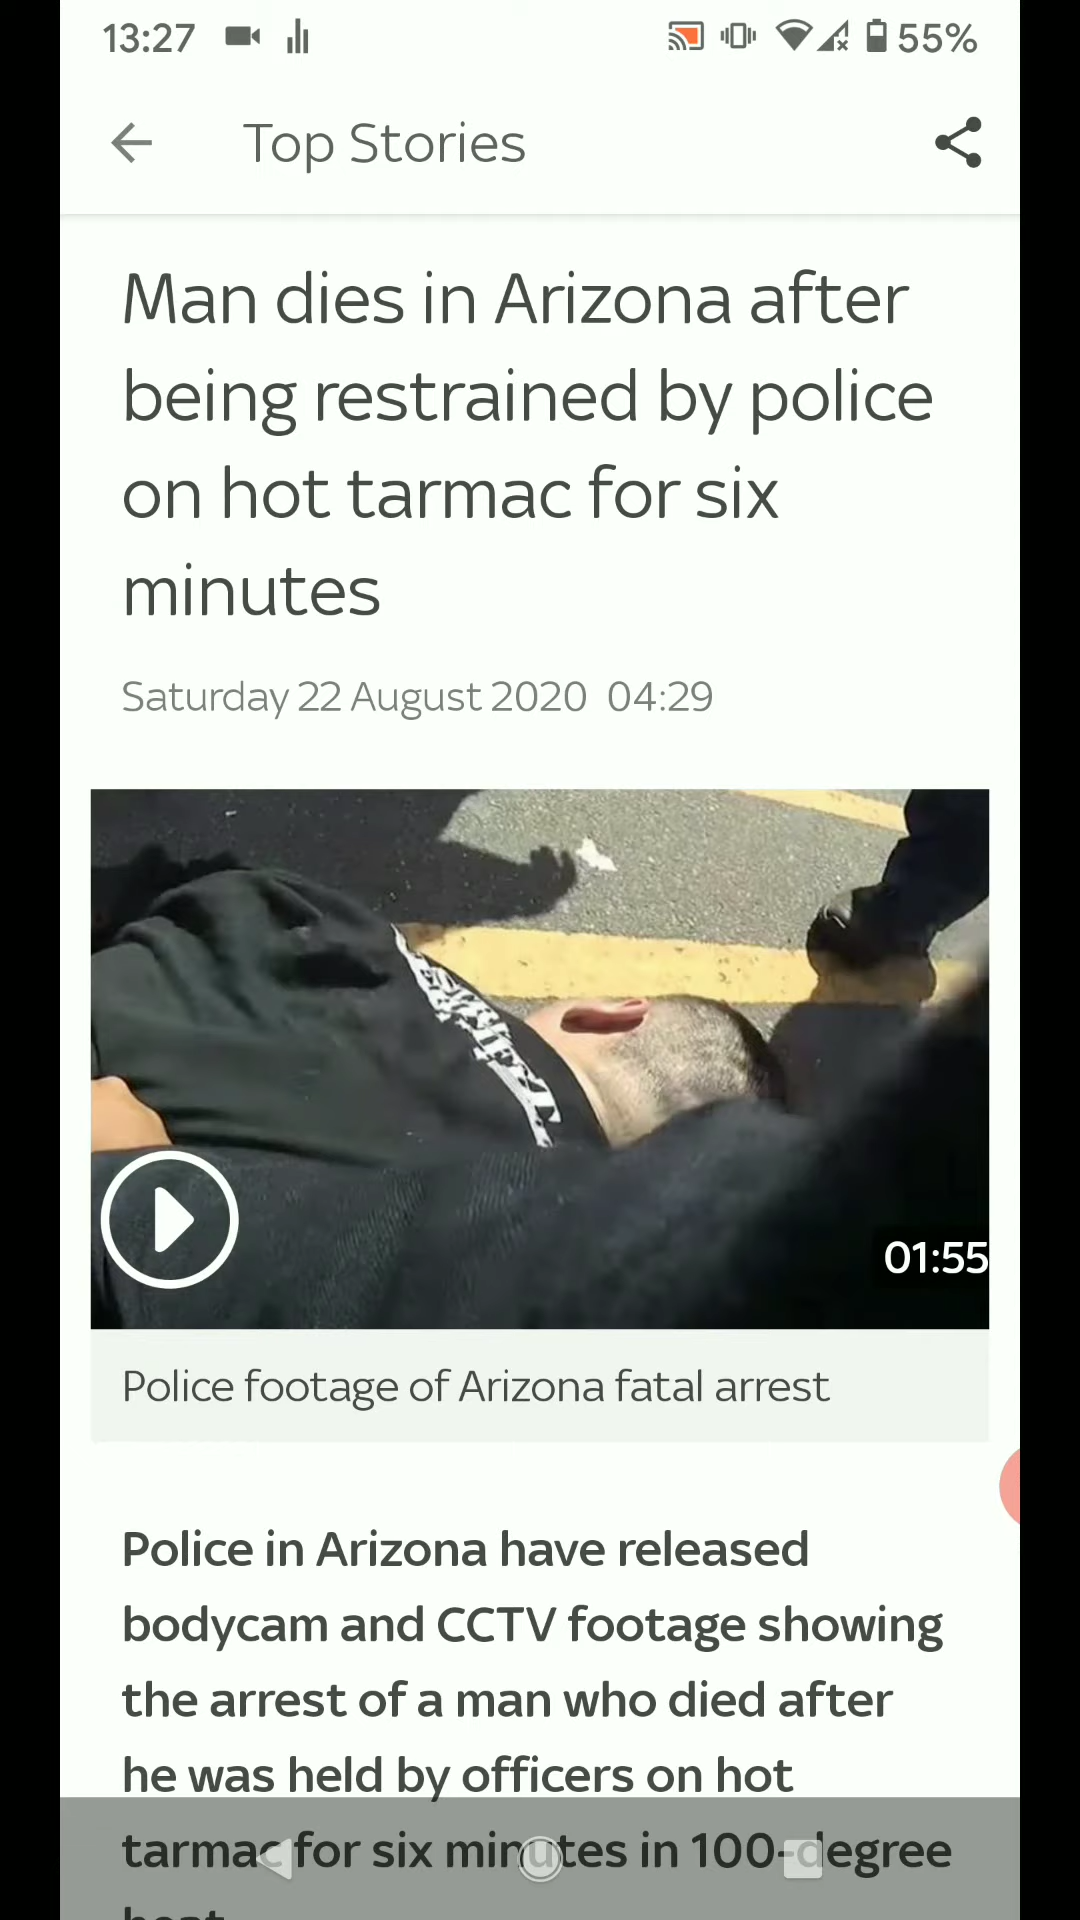 13:27 55%
Top Stories
Man dies in Arizona after
being restrained by police
on hot tarmac for six
minutes
Saturday 22 August 2020 04:29
01:55
Police footage of Arizona fatal arrest
Police in Arizona have released
bodycam and CCTV footage showing
the arrest of a man who died after
he was held by officers on hot
tarmac for six minutes in 100-degree
heat